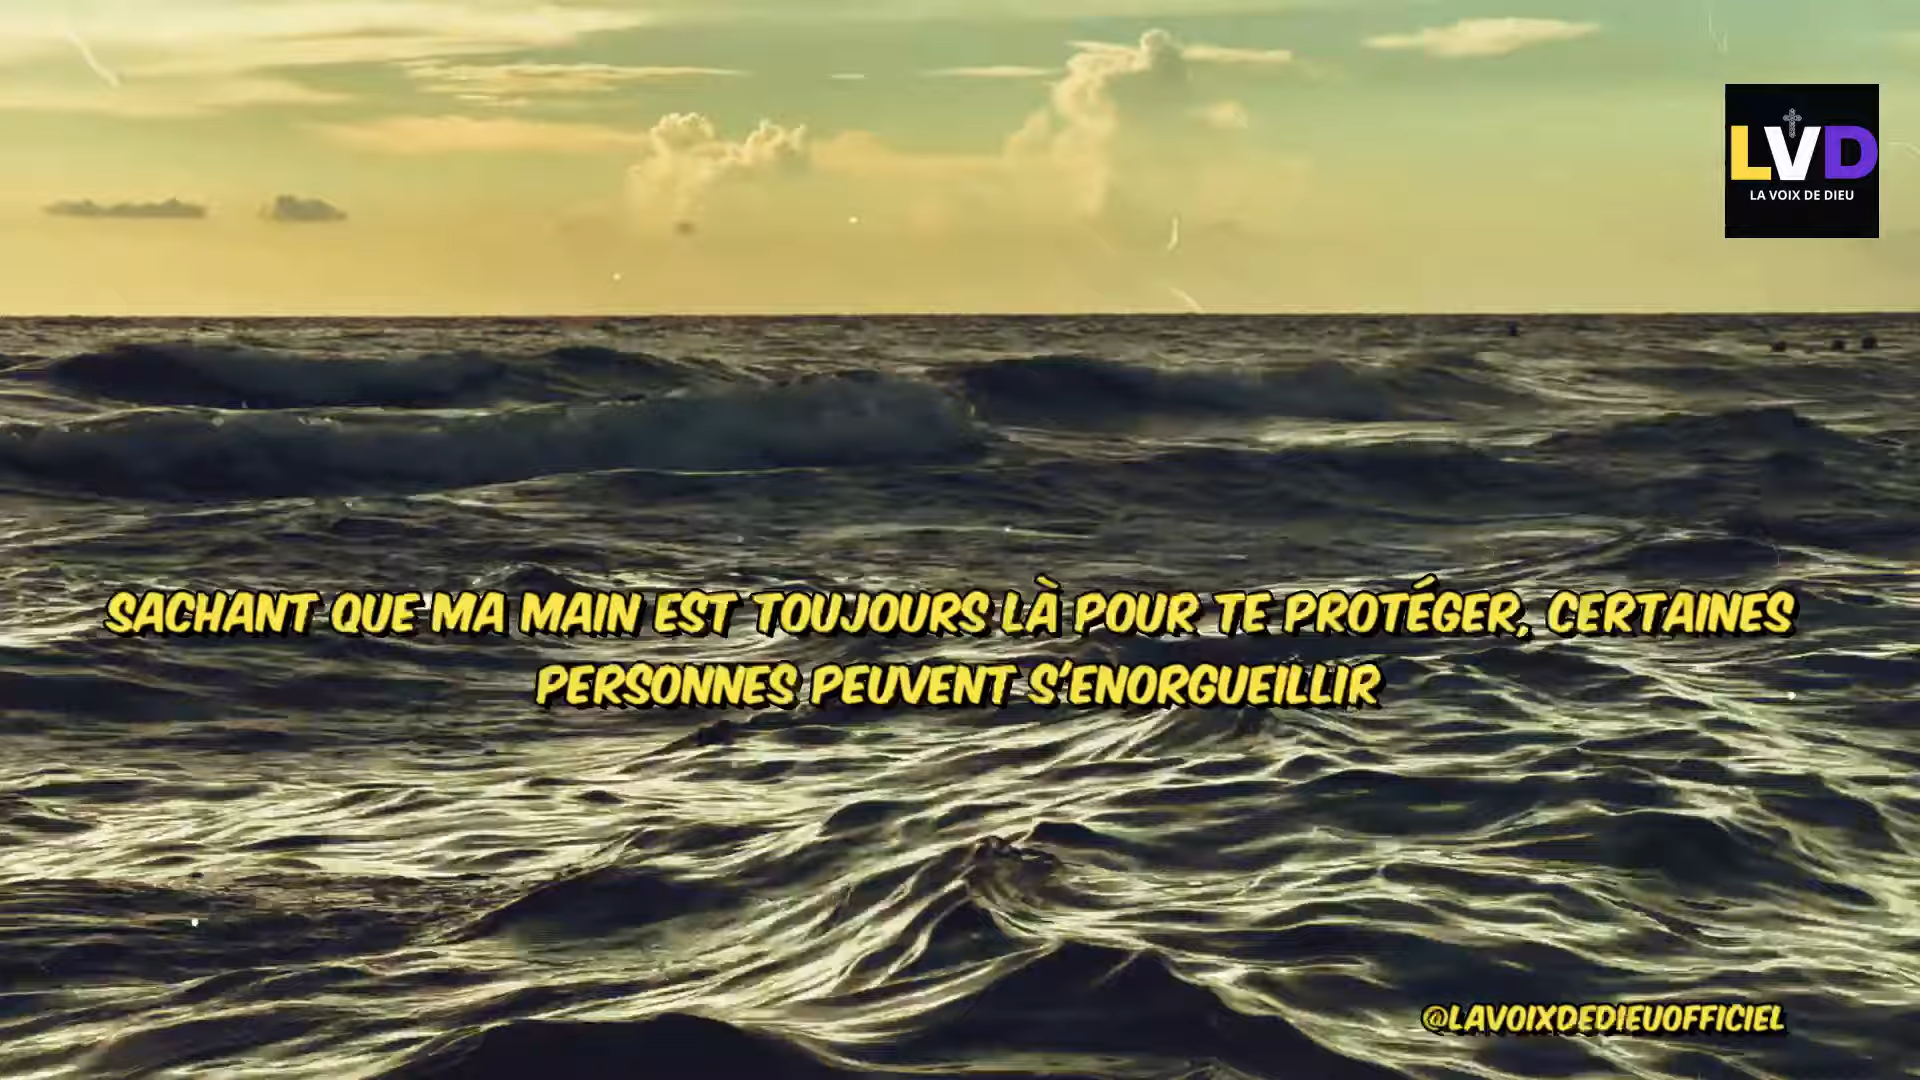 LVD
LA VOIX DE DIEU
SACHANT QUE MA MAIN EST TOUJOURS LÀ POUR TE PROTÉGER, CERTAINES
PERSONNES PEUVENT S'ENORGUEILLIR
@LAVOIXDEDIEUOFFICIEL